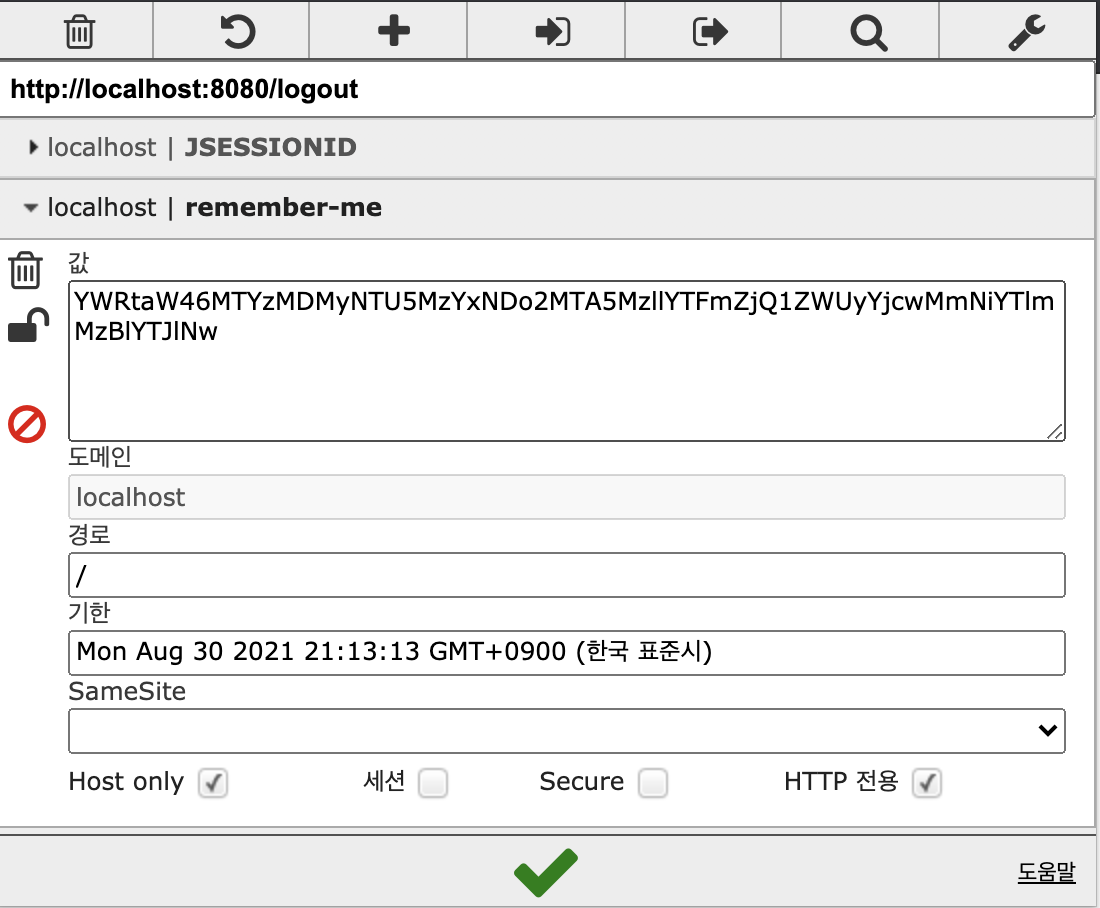 http://localhost:8080/logout
localhost | JSESSIONID
localhost | remember-me
값
YWRtaW46MTYzMDMyNTU5MzYxNDo2MTA5MzllYTFmZjQ1ZWUyYjcwMmNiYTlm
MzBlYTJlNw
도메인
localhost
경로
/
기한
Mon Aug 30 2021 21:13:13 GMT+0900 (한국 표준시)
SameSite
Host only 세션 Secure HTTP 전용
도움말